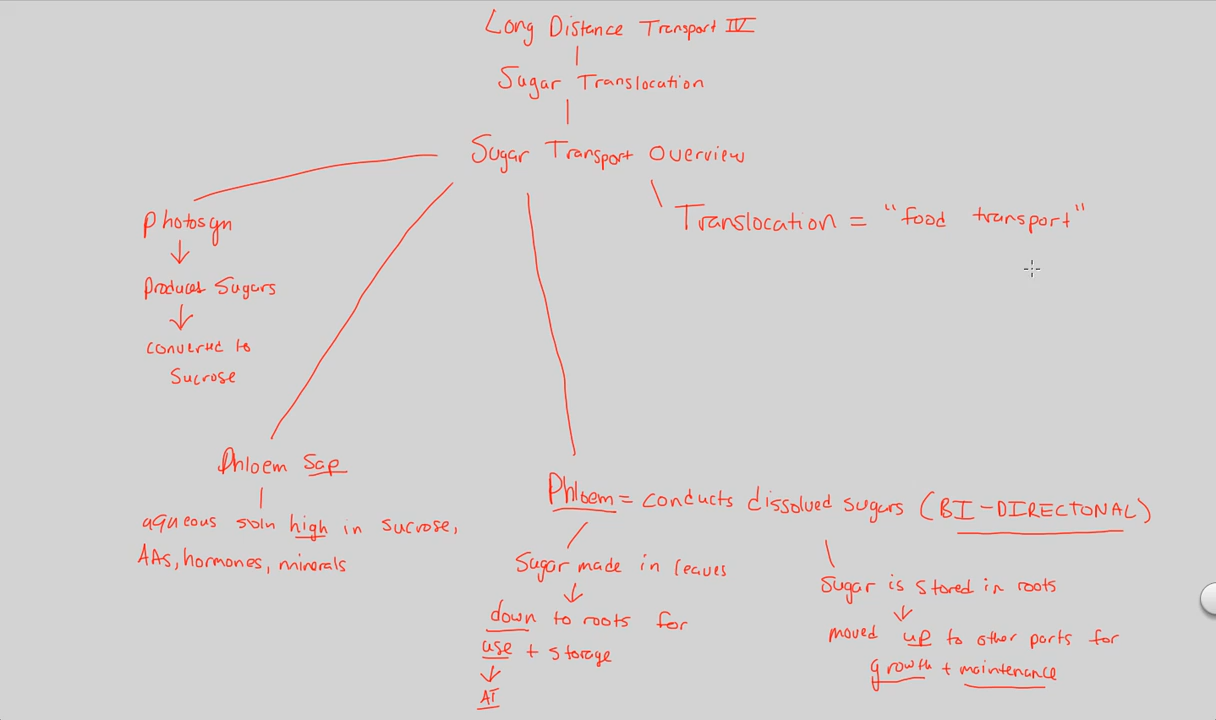 Long Distance Transport IV
Sugar Translocation
Sugar Transport Overview
Translocation = "food transport"
Photosyn
Produces Sugars
converted to
Sucrose
Phloem Sap
aqueous soln high in sucrose,
AAs, hormones, minerals
Phloem = conducts dissolved sugars (BI-DIRECTONAL)
Sugar made in leaves
down to roots for
use + storage
AT
Sugar is stored in roots
moved up to other parts for
growth + maintenance